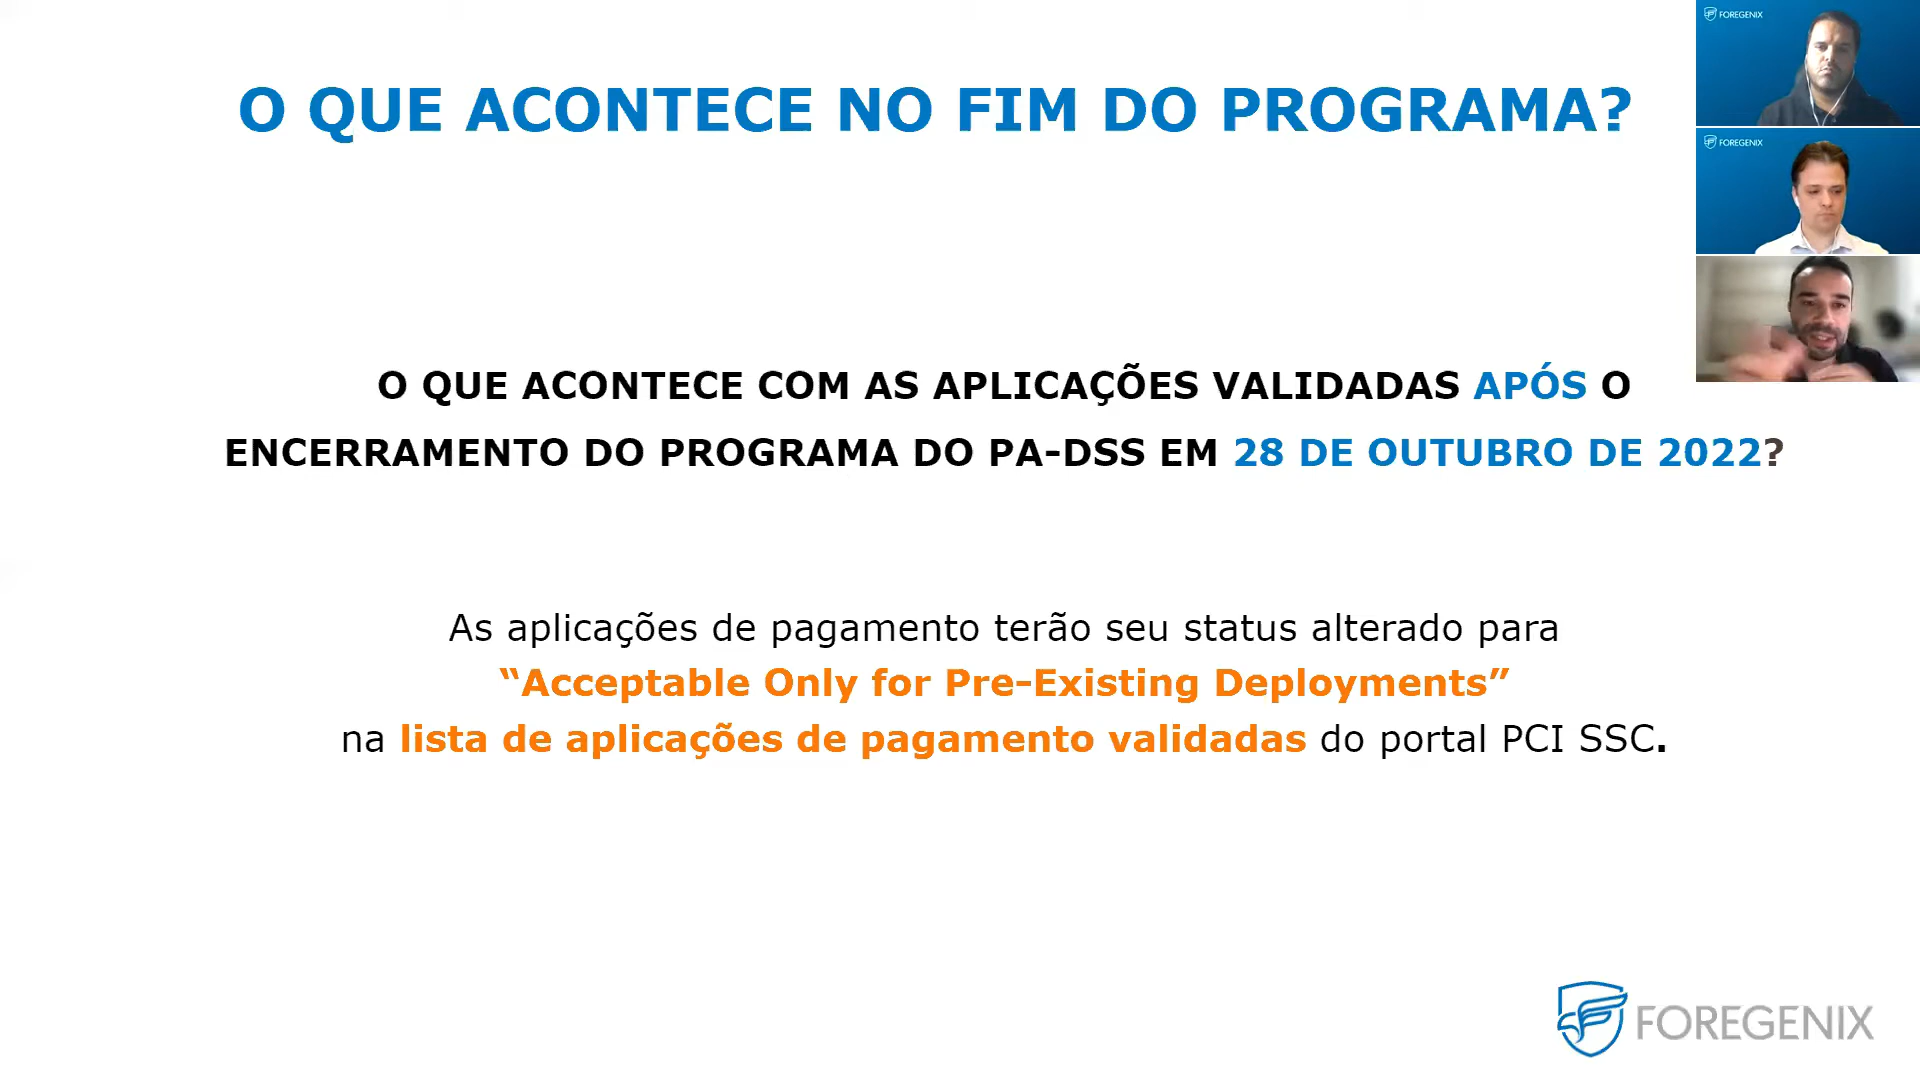 O QUE ACONTECE NO FIM DO PROGRAMA?
FOREGENIX
FOREGENIX
O QUE ACONTECE COM AS APLICAÇÕES VALIDADAS APÓS O
ENCERRAMENTO DO PROGRAMA DO PA-DSS EM 28 DE OUTUBRO DE 2022?
As aplicações de pagamento terão seu status alterado para
“Acceptable Only for Pre-Existing Deployments”
na lista de aplicações de pagamento validadas do portal PCI SSC.
FOREGENIX